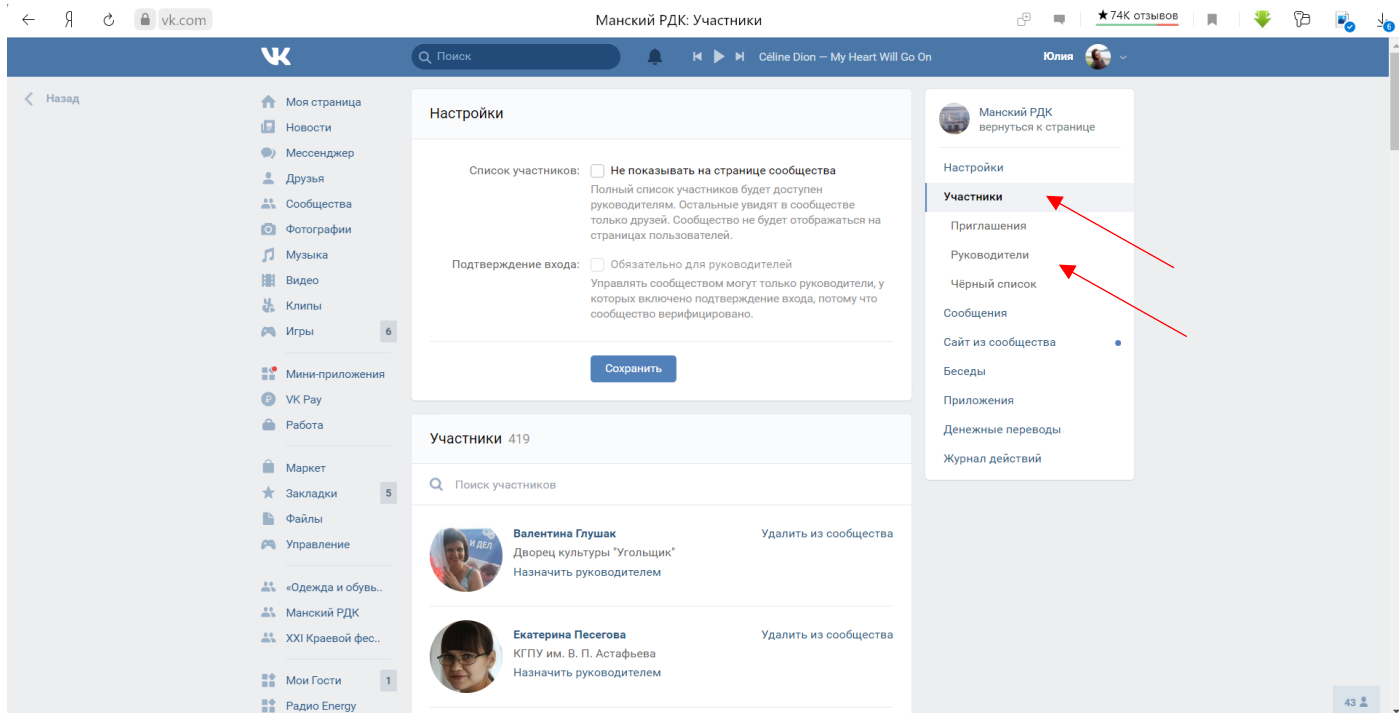 Я
vk.com
Манский РДК: Участники
★74K отзывов
6
Поиск
Céline Dion – My Heart Will Go On
Юлия
Назад
Моя страница
Новости
Мессенджер
Друзья
Сообщества
Фотографии
Музыка
Видео
Клипы
Игры
6
Мини-приложения
VK Pay
Работа
Маркет
Закладки
5
Файлы
Управление
«Одежда и обувь..
Манский РДК
XXI Краевой фес..
Мои Гости
1
Радио Energy
Настройки
Список участников:
Не показывать на странице сообщества
Полный список участников будет доступен
руководителям. Остальные увидят в сообществе
только друзей. Сообщество не будет отображаться на
страницах пользователей.
Подтверждение входа:
Обязательно для руководителей
Управлять сообществом могут только руководители, у
которых включено подтверждение входа, потому что
сообщество верифицировано.
Сохранить
Участники 419
Поиск участников
Валентина Глушак
Удалить из сообщества
Дворец культуры "Угольщик"
Назначить руководителем
И ДЕЛ
Екатерина Песегова
Удалить из сообщества
КГПУ им. В. П. Астафьева
Назначить руководителем
Манский РДК
вернуться к странице
Настройки
Участники
Приглашения
Руководители
Чёрный список
Сообщения
Сайт из сообщества
Беседы
Приложения
Денежные переводы
Журнал действий
43